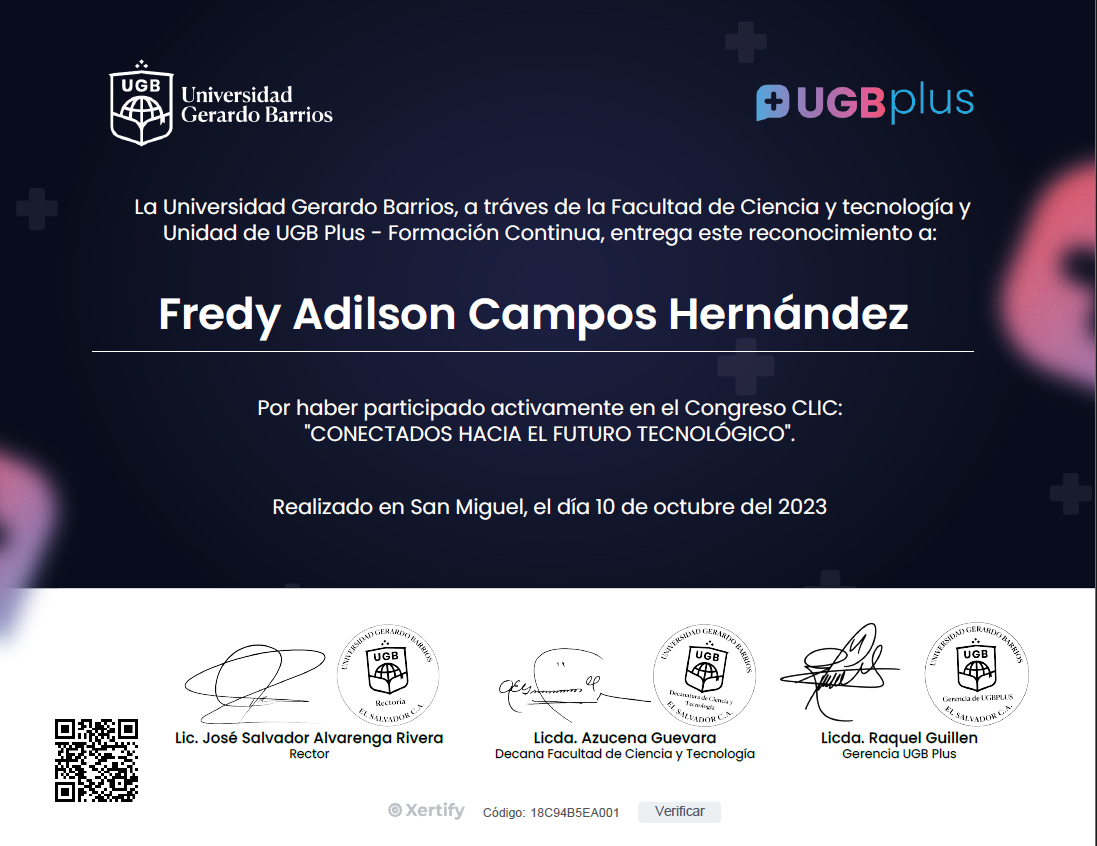 UGB
Universidad
Gerardo Barrios
UGBplus
La Universidad Gerardo Barrios, a tráves de la Facultad de Ciencia y tecnología y
Unidad de UGB Plus - Formación Continua, entrega este reconocimiento a:
Fredy Adilson Campos Hernández
Por haber participado activamente en el Congreso CLIC:
"CONECTADOS HACIA EL FUTURO TECNOLÓGICO".
Realizado en San Miguel, el día 10 de octubre del 2023
UNIVERSIDAD GERARDO BARRIOS
UGB
Rectoría
EL SALVADOR C.A.
UNIVERSIDAD GERARDO BARRIOS
UGB
Decanatura de Ciencia y
Tecnología
EL SALVADOR C.A.
UNIVERSIDAD GERARDO BARRIOS
UGB
Gerencia de UGBPLUS
EL SALVADOR C.A.
Lic. José Salvador Alvarenga Rivera
Rector
Licda. Azucena Guevara
Decana Facultad de Ciencia y Tecnología
Licda. Raquel Guillen
Gerencia UGB Plus
Xertify
Código: 18C94B5EA001
Verificar